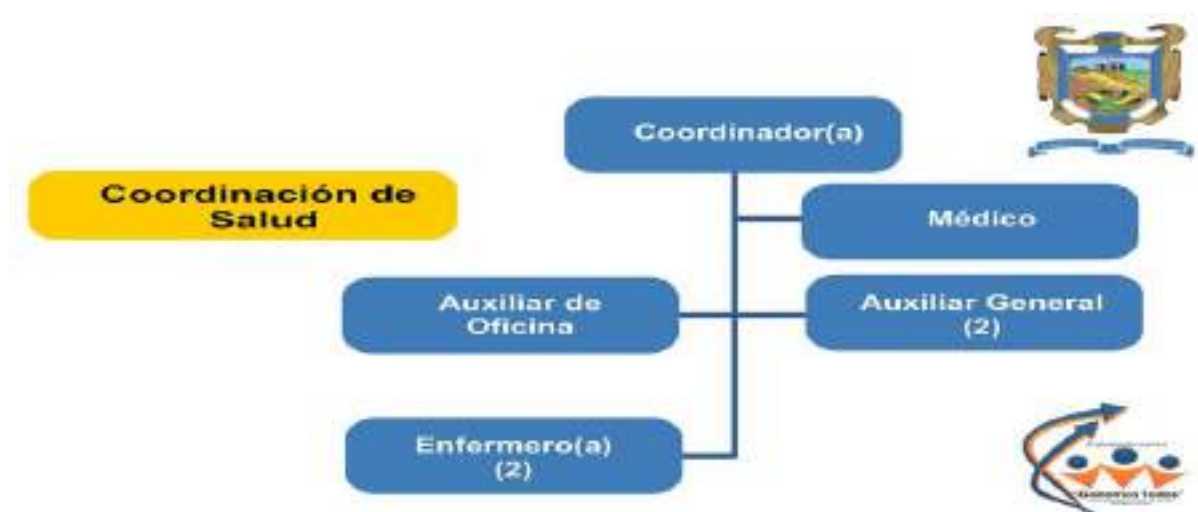 Coordinador(a)
Coordinación de
Salud
Médico
Auxiliar de
Oficina
Auxiliar General
(2)
Enfermero(a)
(2)